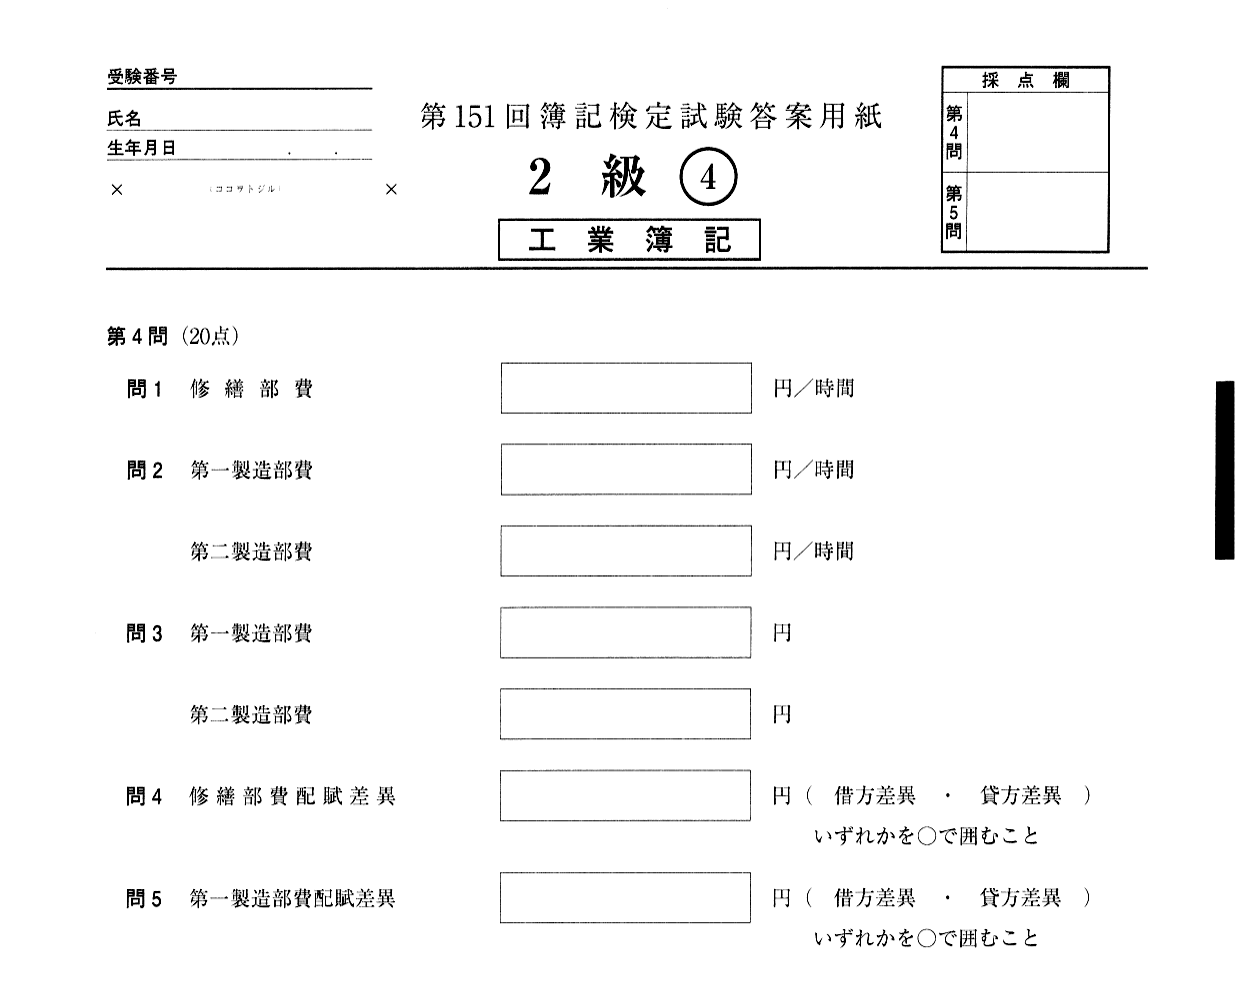 受験番号
氏名
生年月日　．　．
×　（ココヲトジル）　×
第151回簿記検定試験答案用紙
2 級 ④
工業簿記
採点欄
第4問
第5問
第4問（20点）
問1 修繕部費 円／時間
問2 第一製造部費 円／時間
第二製造部費 円／時間
問3 第一製造部費 円
第二製造部費 円
問4 修繕部費配賦差異 円（ 借方差異 ・ 貸方差異 ）
いずれかを○で囲むこと
問5 第一製造部費配賦差異 円（ 借方差異 ・ 貸方差異 ）
いずれかを○で囲むこと